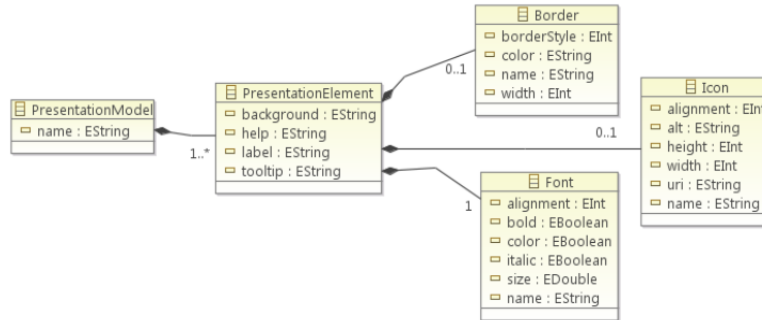 PresentationModel
name : EString
1..*
PresentationElement
background : EString
help : EString
label : EString
tooltip : EString
Border
borderStyle : EInt
color : EString
name : EString
width : EInt
0..1
Icon
alignment : EInt
alt : EString
height : EInt
width : EInt
uri : EString
name : EString
0..1
Font
alignment : EInt
bold : EBoolean
color : EBoolean
italic : EBoolean
size : EDouble
name : EString
1